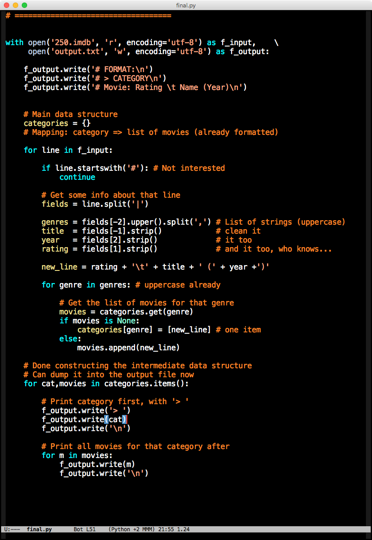 final.py
# ===================================
with open('250.imdb', 'r', encoding='utf-8') as f_input, \
open('output.txt', 'w', encoding='utf-8') as f_output:
f_output.write('# FORMAT:\n')
f_output.write('# > CATEGORY\n')
f_output.write('# Movie: Rating \t Name (Year)\n')
# Main data structure
categories = {}
# Mapping: category => list of movies (already formatted)
for line in f_input:
if line.startswith('#'): # Not interested
continue
# Get some info about that line
fields = line.split('|')
genres = fields[-2].upper().split(',') # List of strings (uppercase)
title = fields[-1].strip() # clean it
year = fields[2].strip() # it too
rating = fields[1].strip() # and it too, who knows...
new_line = rating + '\t' + title + ' (' + year +')'
for genre in genres: # uppercase already
# Get the list of movies for that genre
movies = categories.get(genre)
if movies is None:
categories[genre] = [new_line] # one item
else:
movies.append(new_line)
# Done constructing the intermediate data structure
# Can dump it into the output file now
for cat,movies in categories.items():
# Print category first, with '> '
f_output.write('> ')
f_output.write(cat)
f_output.write('\n')
# Print all movies for that category after
for m in movies:
f_output.write(m)
f_output.write('\n')
U:--- final.py Bot L51 (Python +2 MMM) 21:55 1.24